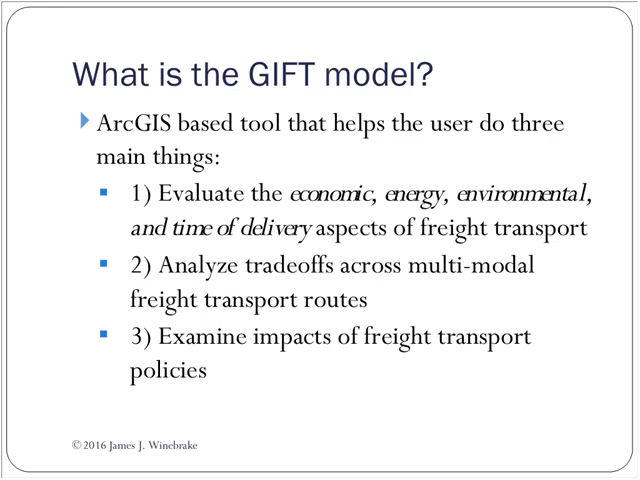 What is the GIFT model?
ArcGIS based tool that helps the user do three
main things:
1) Evaluate the economic, energy, environmental,
and time of delivery aspects of freight transport
2) Analyze tradeoffs across multi-modal
freight transport routes
3) Examine impacts of freight transport
policies
© 2016 James J. Winebrake